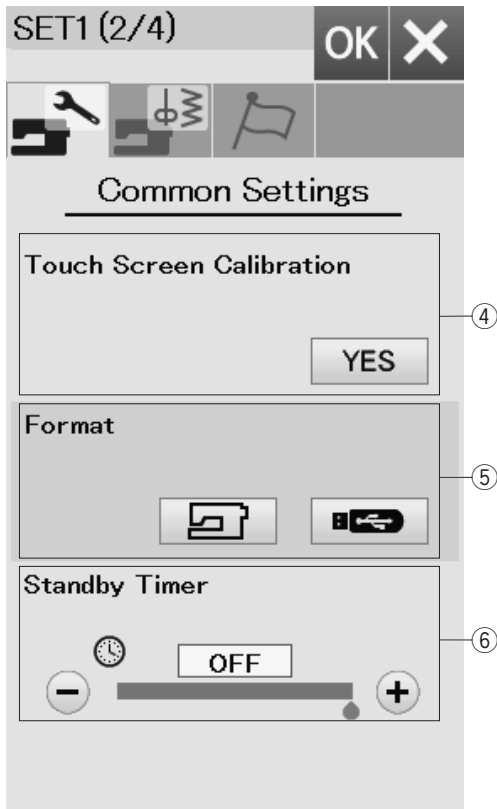 SET1 (2/4)
OK
Common Settings
Touch Screen Calibration
④
YES
Format
⑤
Standby Timer
⑥
OFF